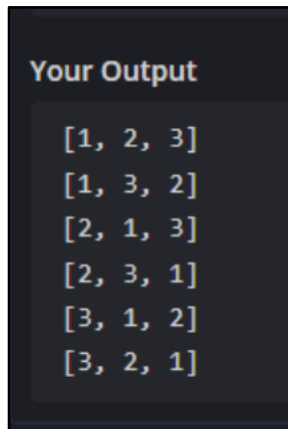 Your Output
[1, 2, 3]
[1, 3, 2]
[2, 1, 3]
[2, 3, 1]
[3, 1, 2]
[3, 2, 1]